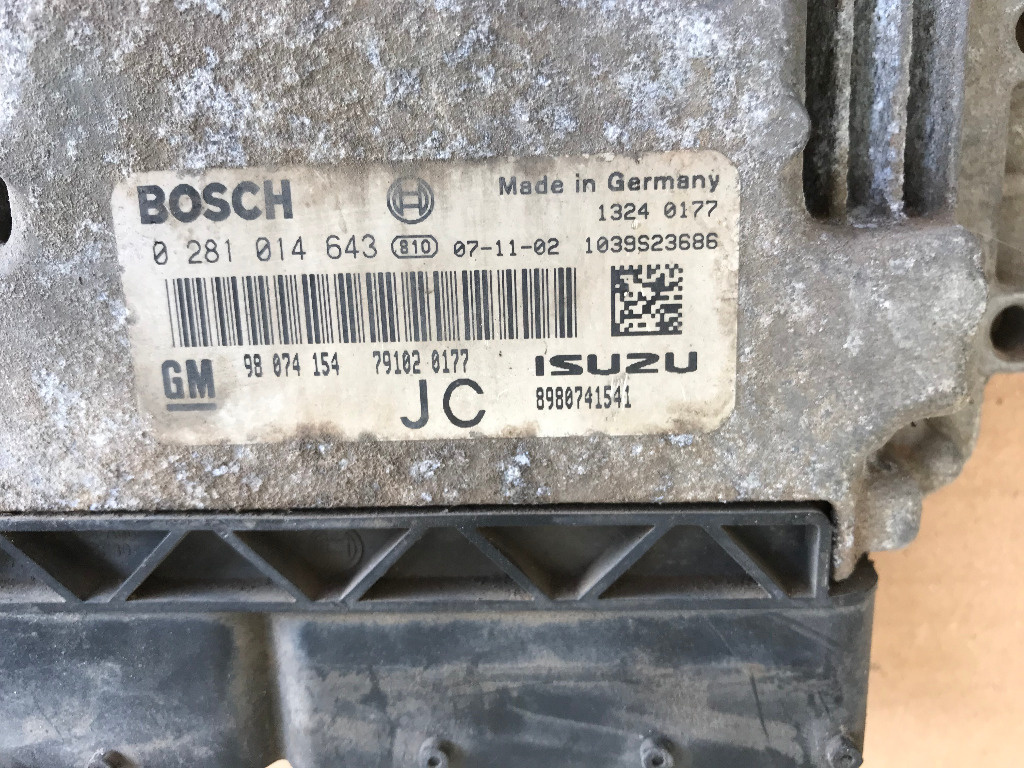 BOSCH
Made in Germany
1324 0177
0 281 014 643 810 07-11-02 1039S23686
GM 98 074 154 79102 0177 ISUZU
JC 8980741541